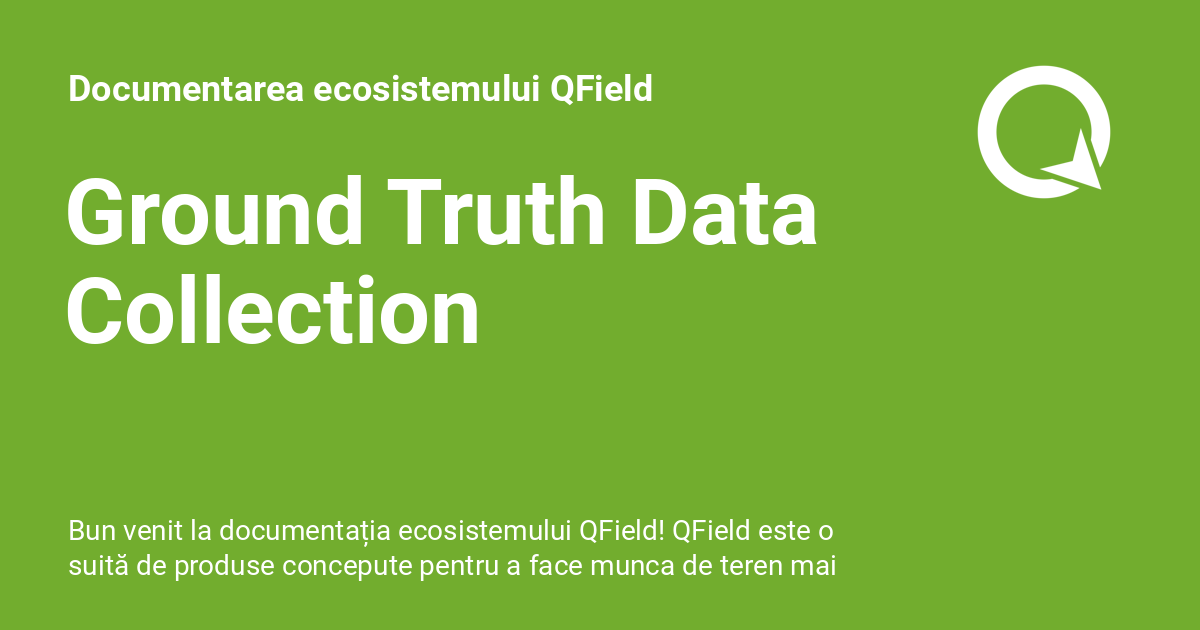 Documentarea ecosistemului QField
Ground Truth Data
Collection
Bun venit la documentația ecosistemului QField! QField este o
suită de produse concepute pentru a face munca de teren mai